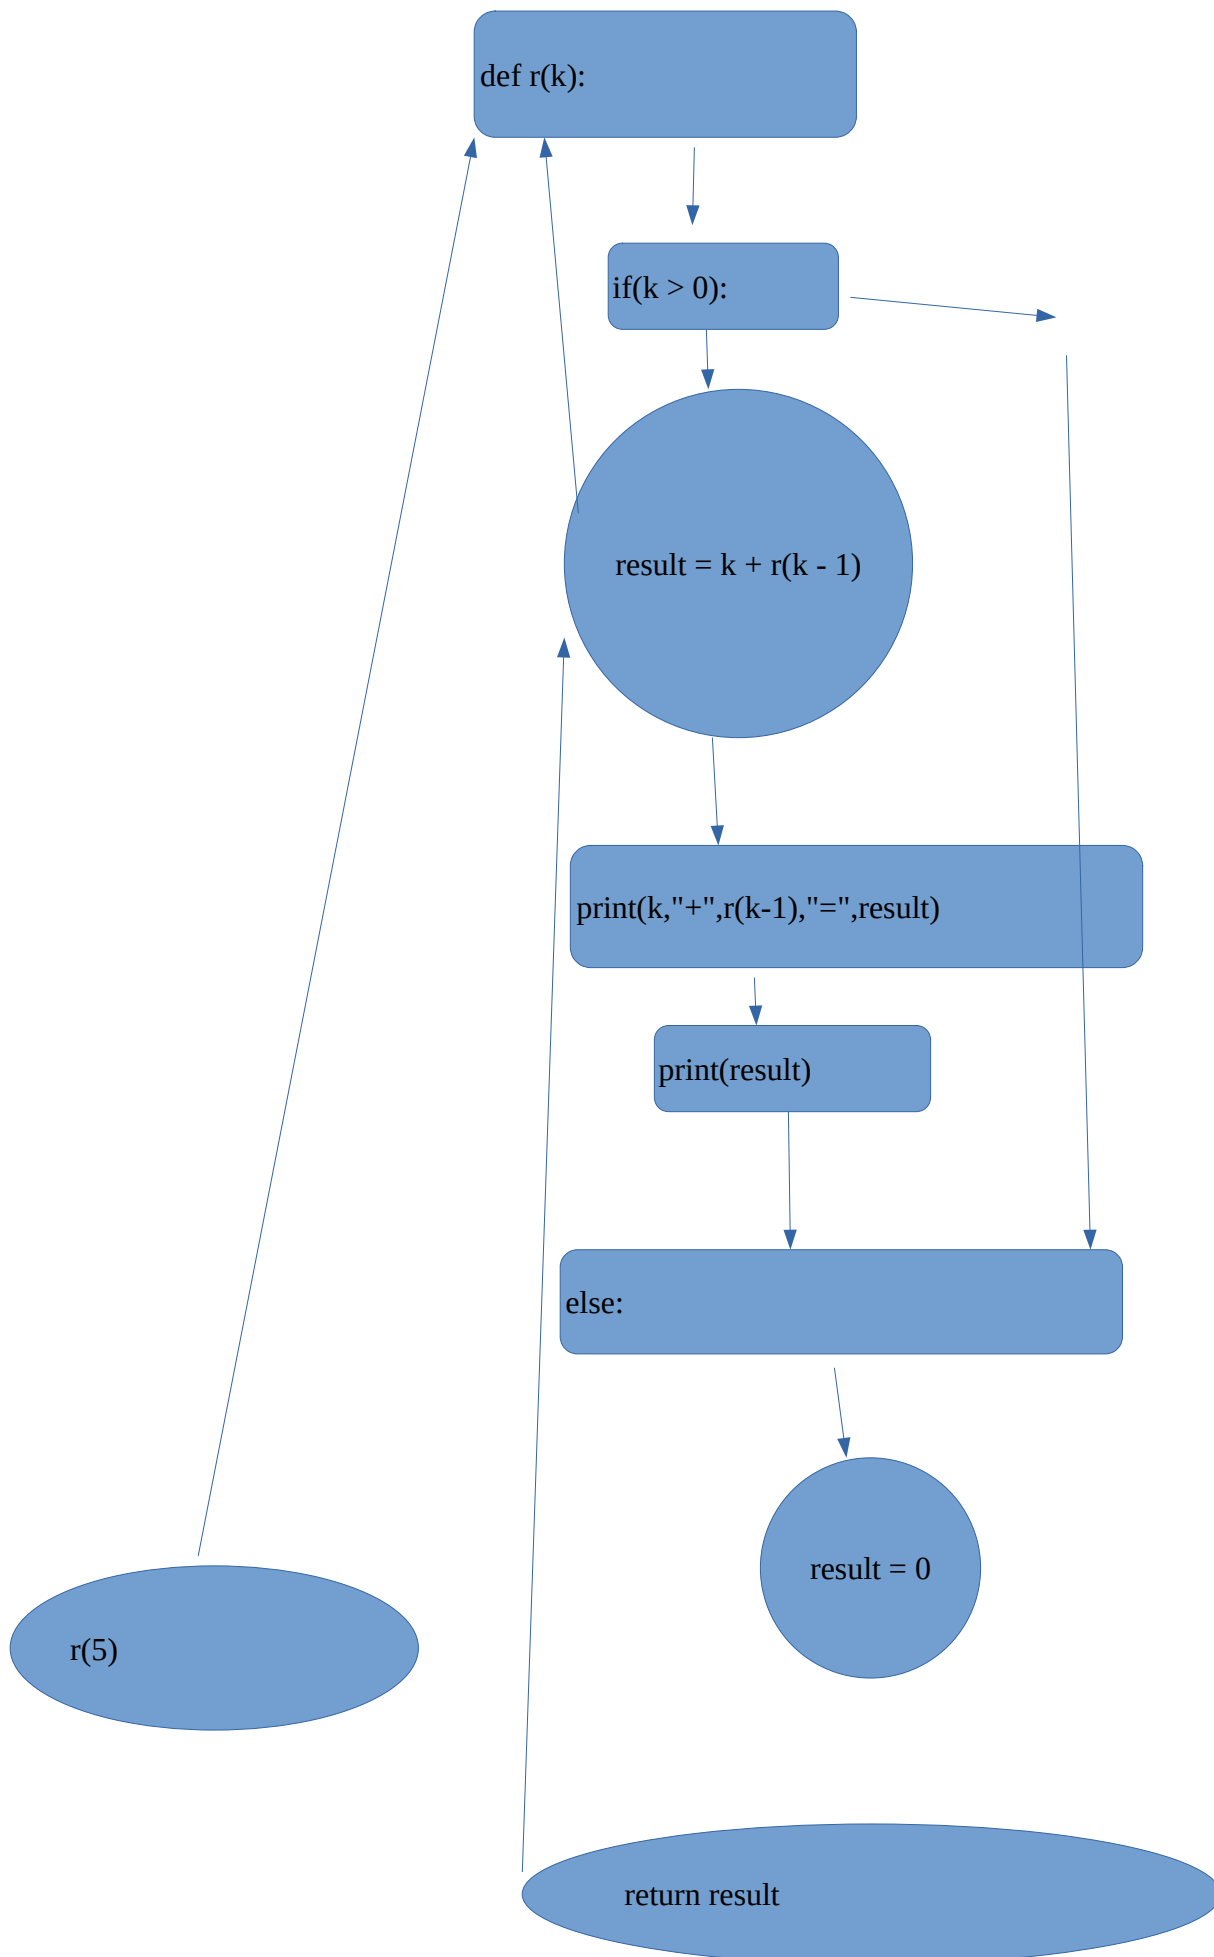 def r(k):
if(k > 0):
result = k + r(k - 1)
print(k,"+",r(k-1),"=",result)
print(result)
else:
result = 0
r(5)
return result